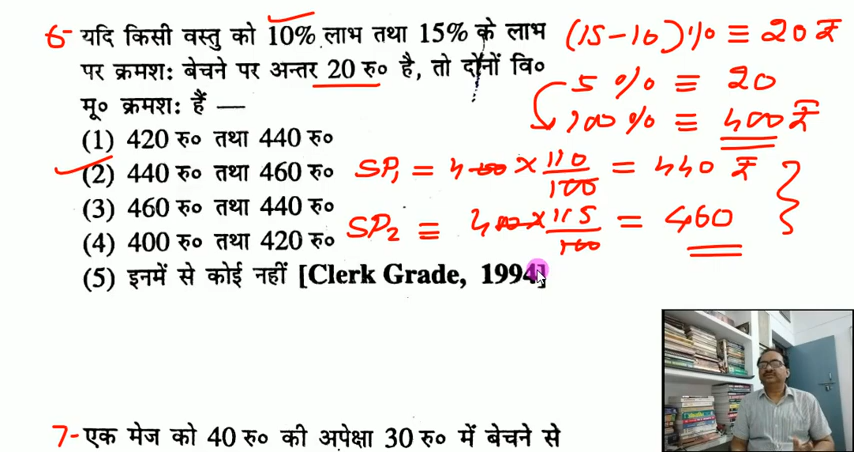 6- यदि किसी वस्तु को 10% लाभ तथा 15% के लाभ
पर क्रमश: बेचने पर अन्तर 20 रु० है, तो दोनों वि०
मू० क्रमश: हैं —
(1) 420 रु० तथा 440 रु०
(2) 440 रु० तथा 460 रु०
(3) 460 रु० तथा 440 रु०
(4) 400 रु० तथा 420 रु०
(5) इनमें से कोई नहीं [Clerk Grade, 1994]
(15-10)% ≡ 20 ₹
5% ≡ 20
100% ≡ 400 ₹
SP₁ = 400 × 110/100 = 440 ₹
SP₂ ≡ 400 × 115/100 = 460
7- एक मेज को 40 रु० की अपेक्षा 30 रु० में बेचने से